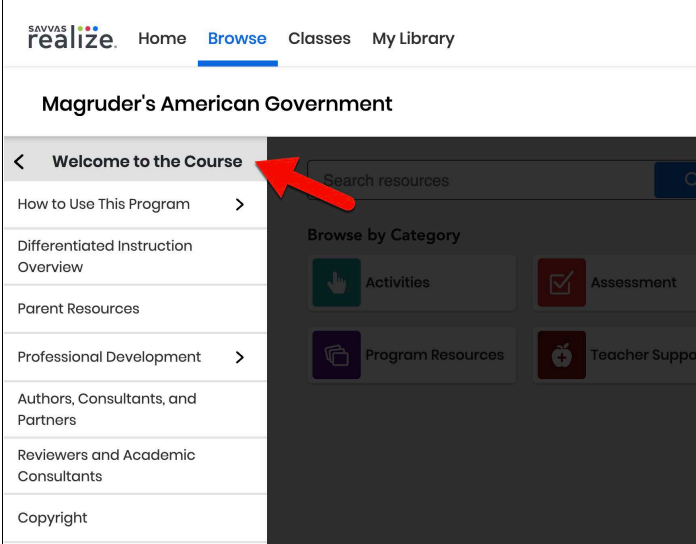 SAVVAS
realize.
Home Browse Classes My Library
Magruder's American Government
Welcome to the Course
Search resources
How to Use This Program
Differentiated Instruction
Overview
Browse by Category
Activities
Assessment
Parent Resources
Professional Development
Program Resources
Teacher Suppo
Authors, Consultants, and
Partners
Reviewers and Academic
Consultants
Copyright